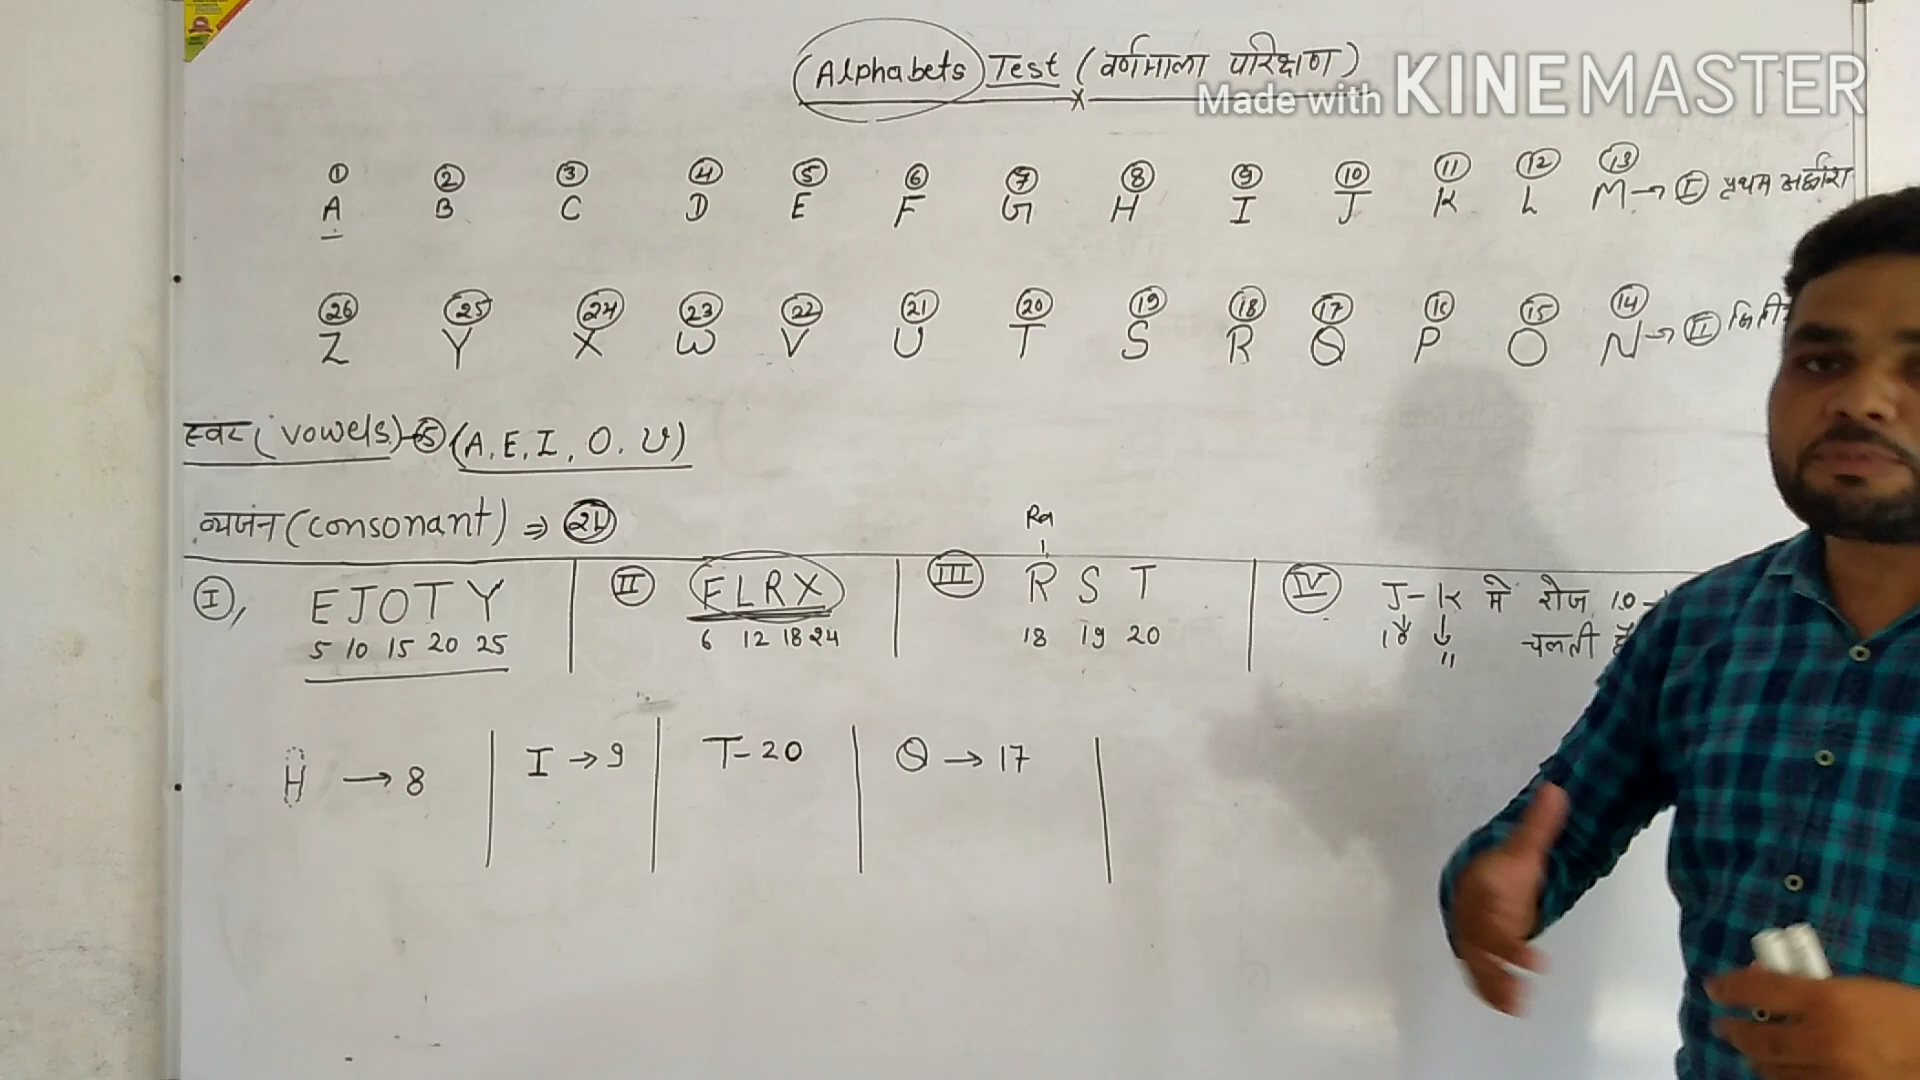 Alphabets Test (वर्णमाला परिक्षण)
Made with KINEMASTER
1 2 3 4 5 6 7 8 9 10 11 12 13
A B C D E F G H I J K L M → I प्रथम अर्द्धांश
26 25 24 23 22 21 20 19 18 17 16 15 14
Z Y X W V U T S R Q P O N → II
स्वर (vowels) → 5 (A, E, I, O, U)
व्यजंन (consonant) ⇒ 21
Ra
I, EJOTY II FLRX III R S T IV J - K मे रोज 10 -
5 10 15 20 25 6 12 18 24 18 19 20 10 11 चलती
H → 8 I → 9 T - 20 Q → 17